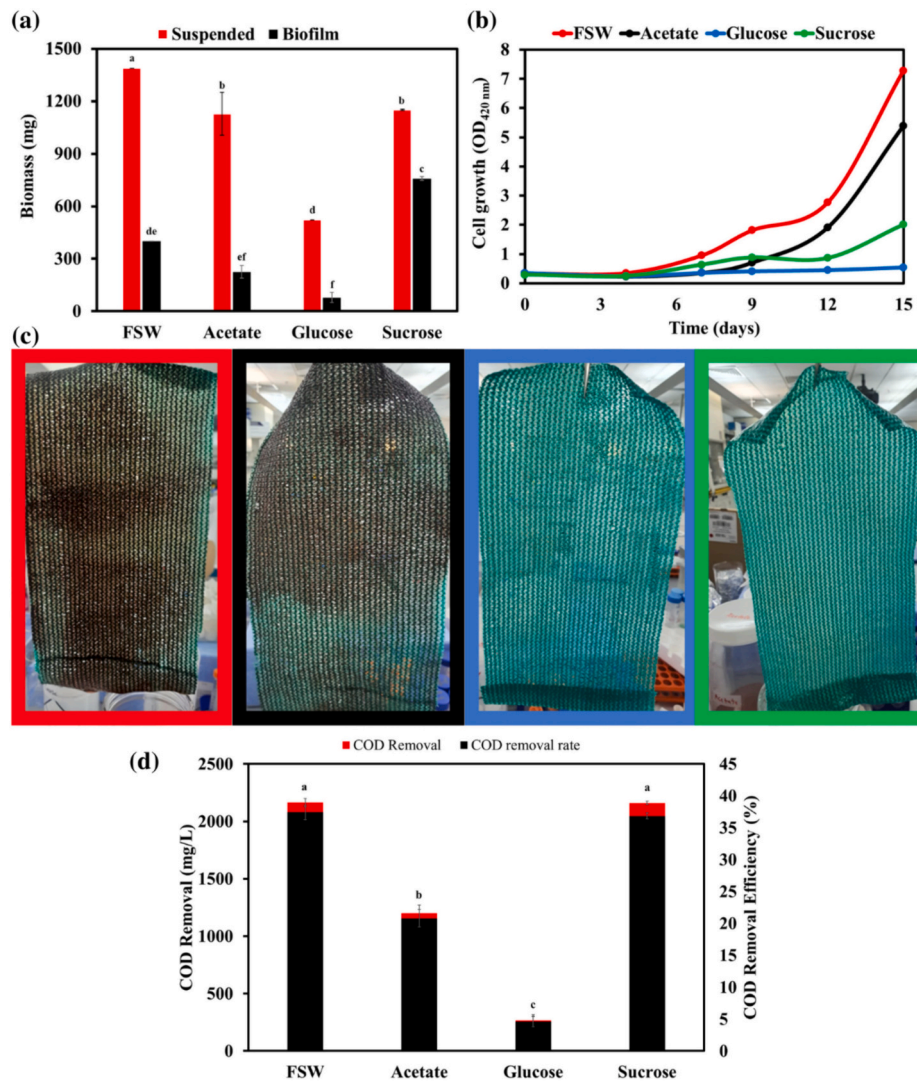 (a)
Suspended Biofilm
1500
1200
900
600
300
0
Biomass (mg)
a
de
b
ef
d
f
b
c
FSW Acetate Glucose Sucrose
(b)
FSW Acetate Glucose Sucrose
8
7
6
5
4
3
2
1
0
Cell growth (OD420 nm)
0 3 6 9 12 15
Time (days)
(c)
(d)
COD Removal COD removal rate
2500
2000
1500
1000
500
0
COD Removal (mg/L)
a
b
c
a
45
40
35
30
25
20
15
10
5
0
COD Removal Efficiency (%)
FSW Acetate Glucose Sucrose